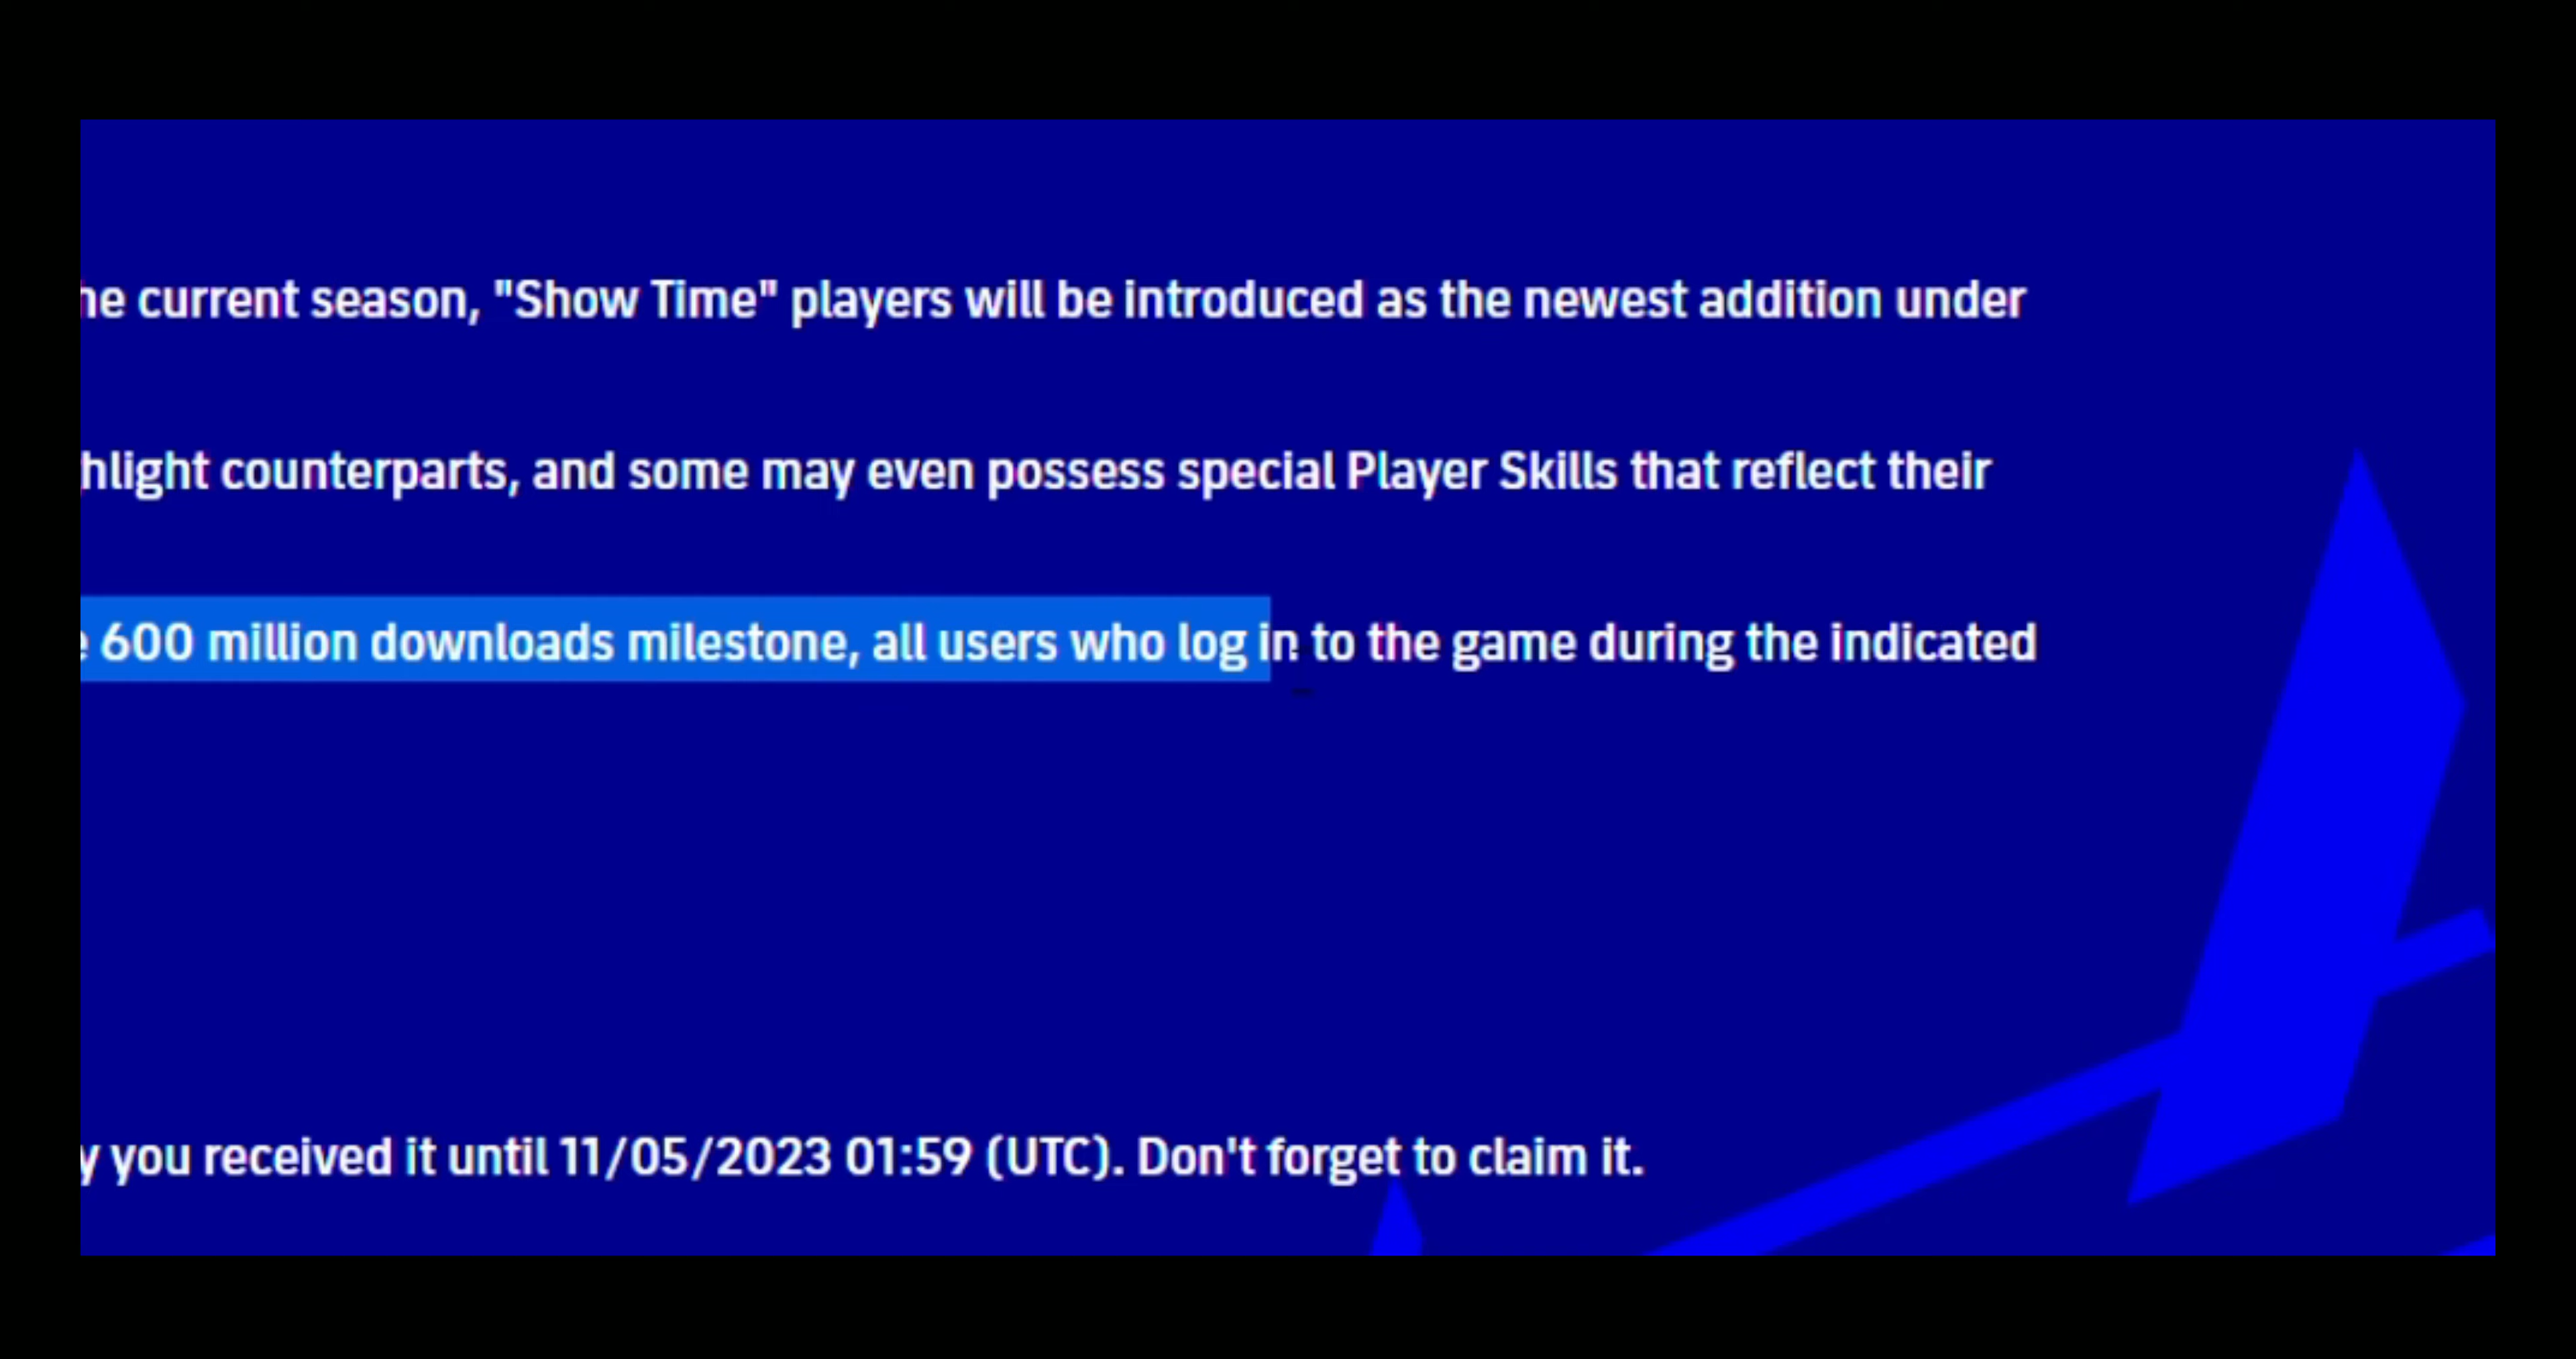 he current season, "Show Time" players will be introduced as the newest addition under
hlight counterparts, and some may even possess special Player Skills that reflect their
600 million downloads milestone, all users who log in to the game during the indicated
y you received it until 11/05/2023 01:59 (UTC). Don't forget to claim it.